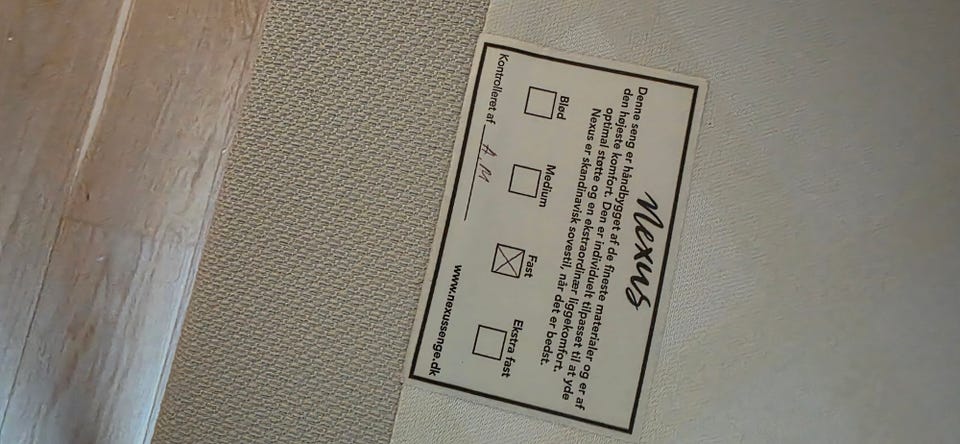 Nexus
Denne seng er håndbygget af de fineste materialer og er af
den højeste komfort. Den er individuelt tilpasset til at yde
optimal støtte og en ekstraordinær liggekomfort.
Nexus er skandinavisk sovestil, når det er bedst.
Blød Medium Fast Ekstra fast
Kontrolleret af A.M www.nexussenge.dk